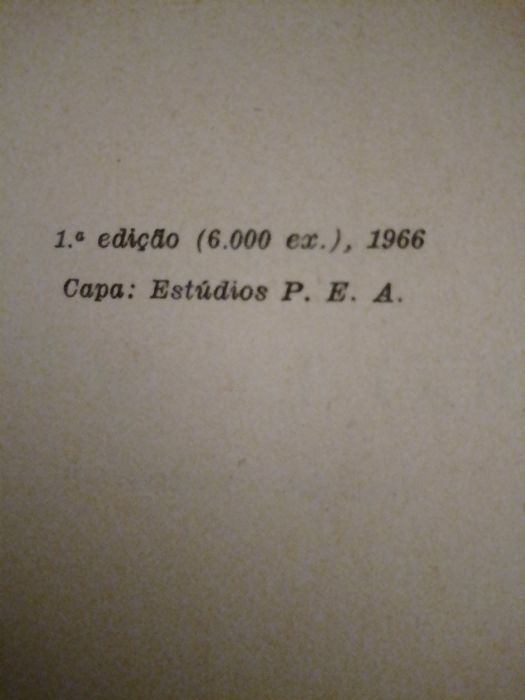 1.ª edição (6.000 ex.), 1966
Capa: Estúdios P. E. A.